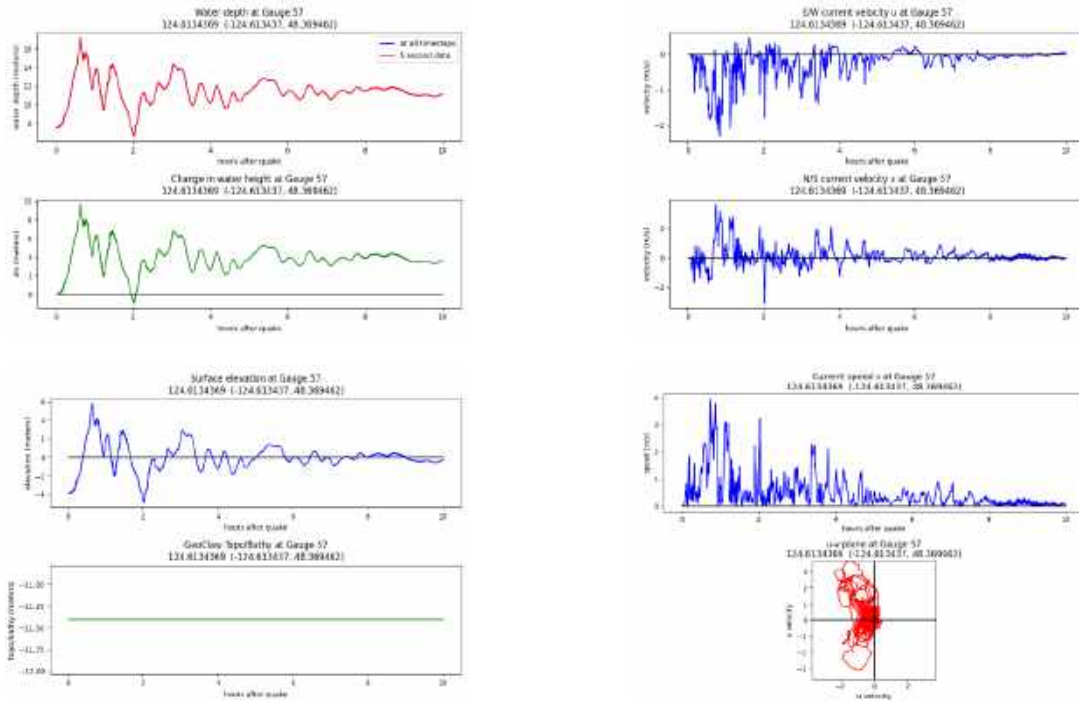 Water depth at Gauge 57
124.6134369 (-124.613437, 48.369462)
at all timesteps
5 second data
water depth (meters)
hours after quake
Change in water height at Gauge 57
124.6134369 (-124.613437, 48.369462)
(meters)
hours after quake
Surface elevation at Gauge 57
124.6134369 (-124.613437, 48.369462)
elevation (meters)
hours after quake
GeoClaw Topo/Bathy at Gauge 57
124.6134369 (-124.613437, 48.369462)
topo/bathy (meters)
hours after quake
E/W current velocity u at Gauge 57
124.6134369 (-124.613437, 48.369462)
velocity (m/s)
hours after quake
N/S current velocity v at Gauge 57
124.6134369 (-124.613437, 48.369462)
velocity (m/s)
hours after quake
Current speed s at Gauge 57
124.6134369 (-124.613437, 48.369462)
speed (m/s)
hours after quake
u-v plane at Gauge 57
124.6134369 (-124.613437, 48.369462)
v velocity
u velocity